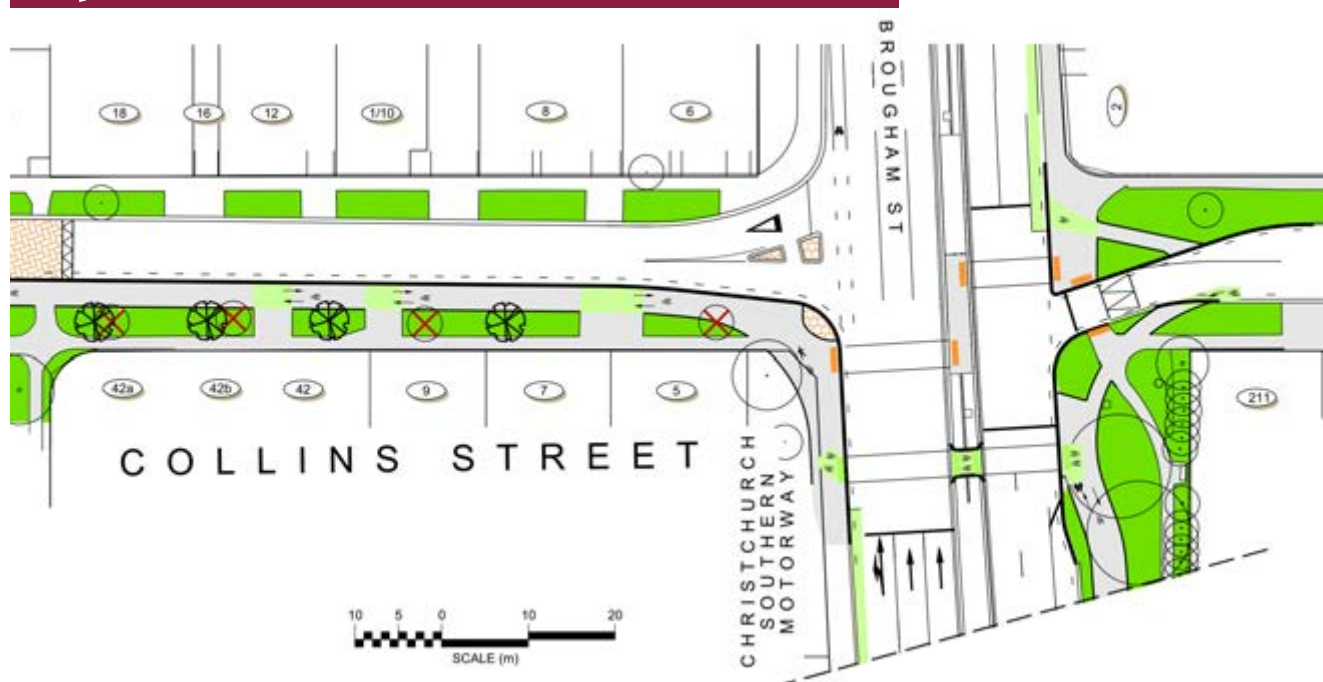 BROUGHAM ST
2
18
16
12
1/10
8
6
42a
42b
42
9
7
5
211
COLLINS STREET
CHRISTCHURCH
SOUTHERN
MOTORWAY
10 5 0 10 20
SCALE (m)